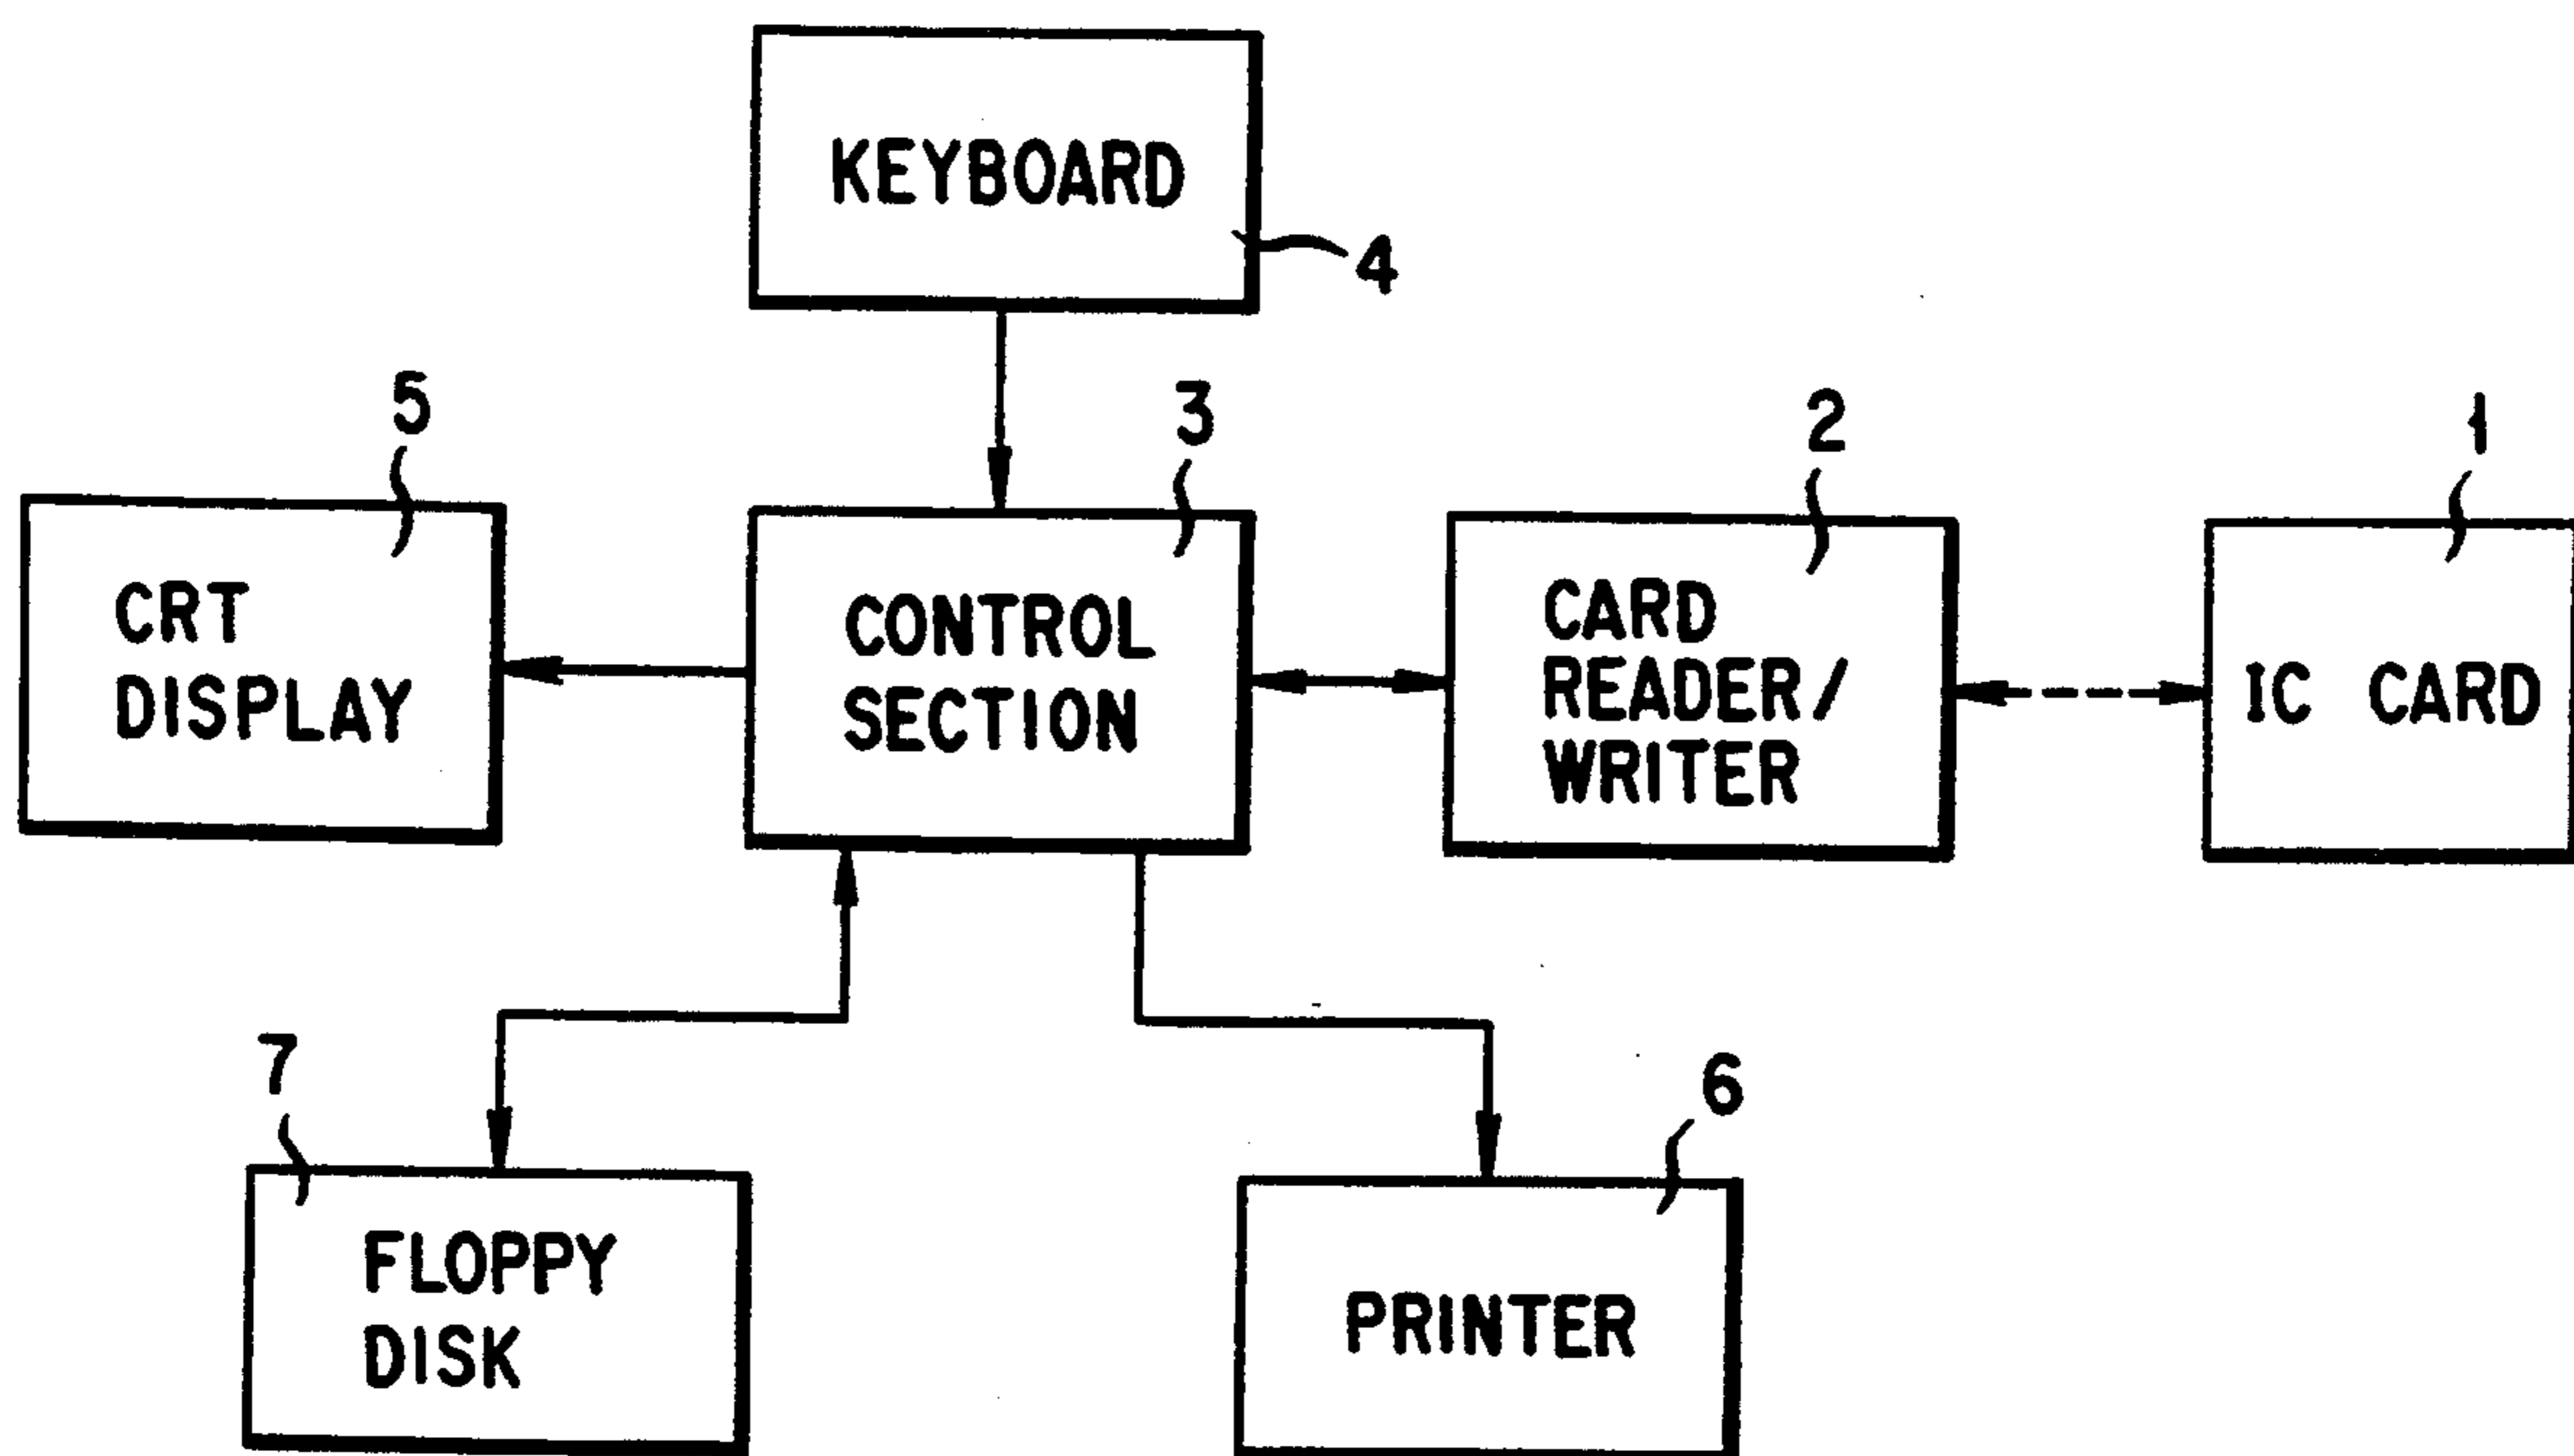 KEYBOARD
4
5
3
2
1
CRT
DISPLAY
CONTROL
SECTION
CARD
READER/
WRITER
IC CARD
7
6
FLOPPY
DISK
PRINTER